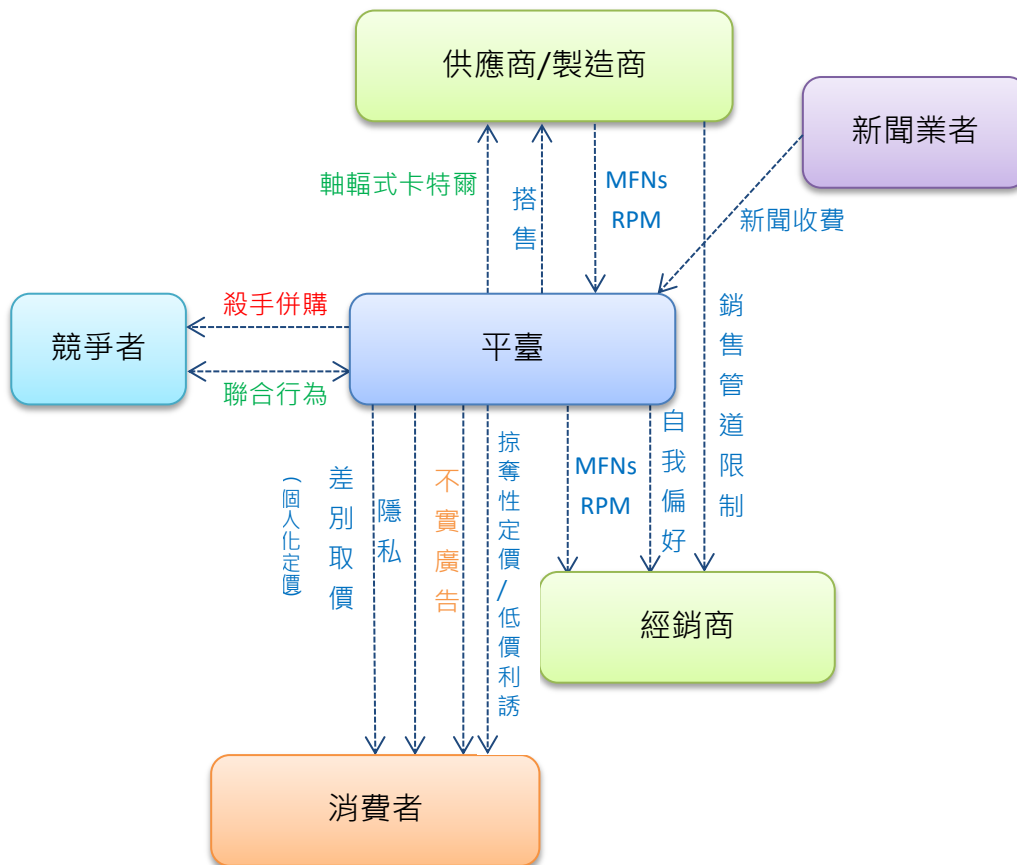 供應商/製造商
新聞業者
軸輻式卡特爾
搭售
MFNs
RPM
新聞收費
銷售管道限制
殺手併購
競爭者
平臺
聯合行為
(個人化定價)
差別取價
隱私
不實廣告
掠奪性定價/低價利誘
MFNs
RPM
自我偏好
經銷商
消費者